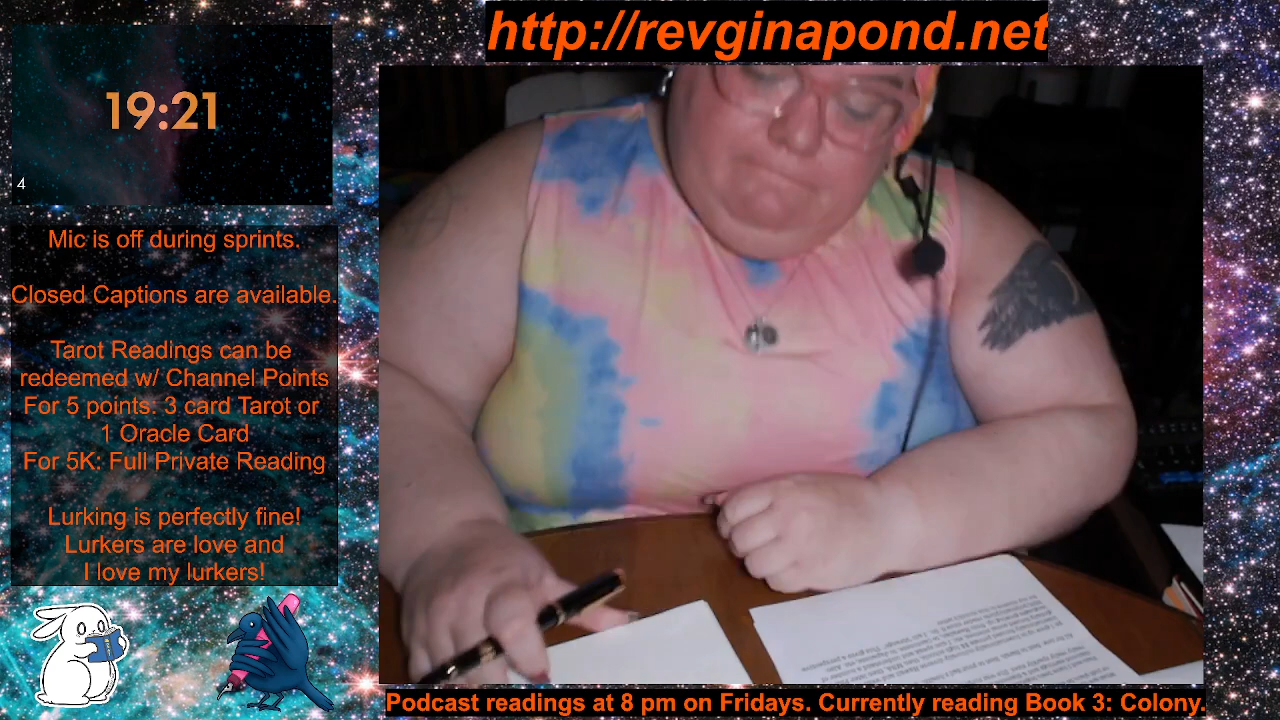 http://revginapond.net
19:21
4
Mic is off during sprints.
Closed Captions are available.
Tarot Readings can be
redeemed w/ Channel Points
For 5 points: 3 card Tarot or
1 Oracle Card
For 5K: Full Private Reading
Lurking is perfectly fine!
Lurkers are love and
I love my lurkers!
Podcast readings at 8 pm on Fridays. Currently reading Book 3: Colony.